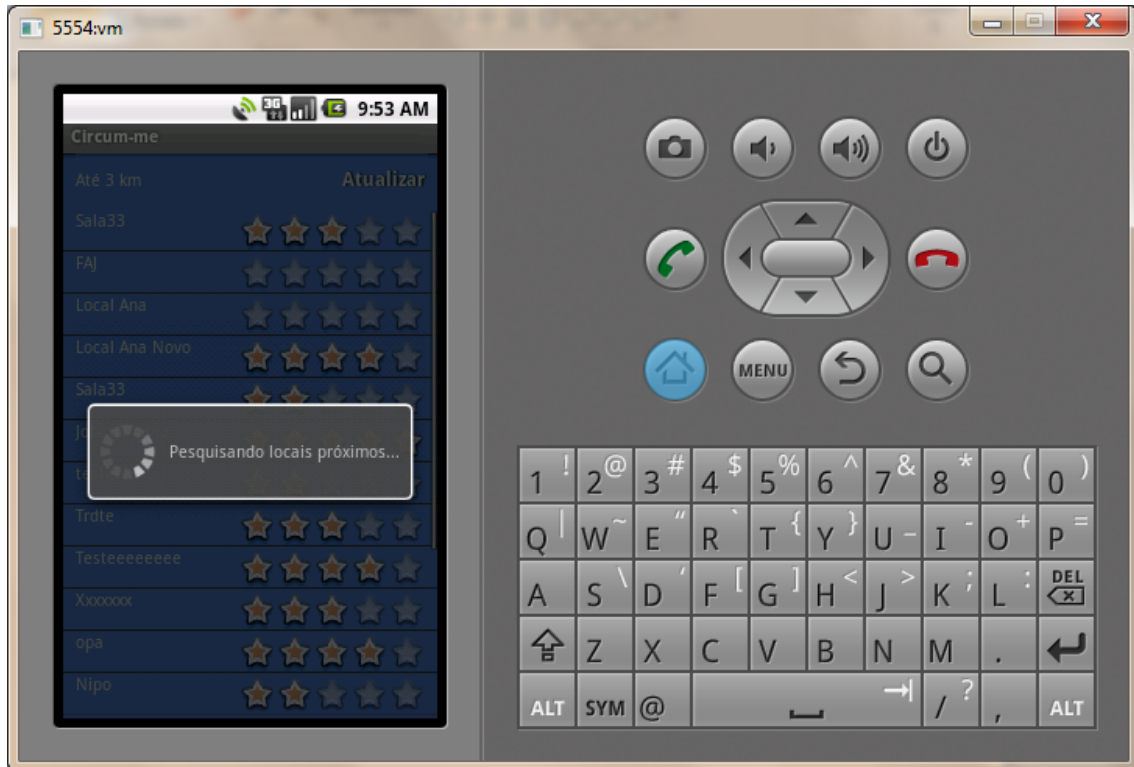 5554:vm
3G 9:53 AM
Circum-me
Até 3 km Atualizar
Sala33
FAJ
Local Ana
Local Ana Novo
Sala33
Pesquisando locais próximos...
Trdte
Testeeeeeeee
Xxxxxxx
opa
Nipo
MENU
1 ! 2 @ 3 # 4 $ 5 % 6 ^ 7 & 8 * 9 ( 0 )
Q | W ~ E “ R ` T { Y } U _ I - O + P =
A S \ D ‘ F [ G ] H < J > K ; L : DEL
Z X C V B N M .
ALT SYM @ / ? , ALT